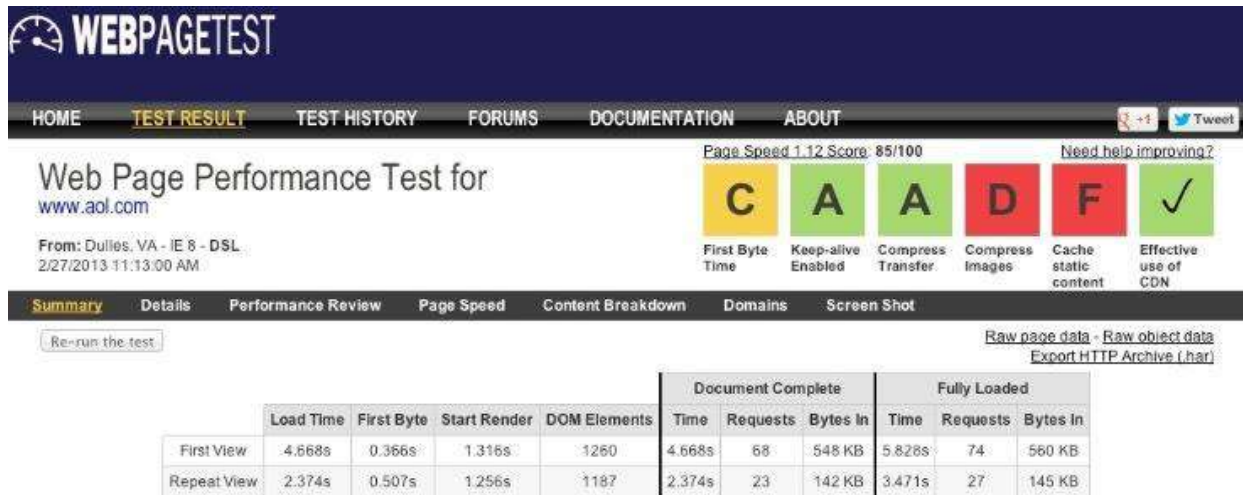 WEBPAGETEST
HOME TEST RESULT TEST HISTORY FORUMS DOCUMENTATION ABOUT +1 Tweet
Page Speed 1.12 Score: 85/100 Need help improving?
Web Page Performance Test for
www.aol.com
From: Dulles, VA - IE 8 - DSL
2/27/2013 11:13:00 AM
C A A D F ✓
First Byte Time
Keep-alive Enabled
Compress Transfer
Compress Images
Cache static content
Effective use of CDN
Summary Details Performance Review Page Speed Content Breakdown Domains Screen Shot
Re-run the test
Raw page data - Raw object data
Export HTTP Archive (.har)
Document Complete Fully Loaded
Load Time First Byte Start Render DOM Elements Time Requests Bytes In Time Requests Bytes In
First View 4.668s 0.366s 1.316s 1260 4.668s 68 548 KB 5.828s 74 560 KB
Repeat View 2.374s 0.507s 1.256s 1187 2.374s 23 142 KB 3.471s 27 145 KB